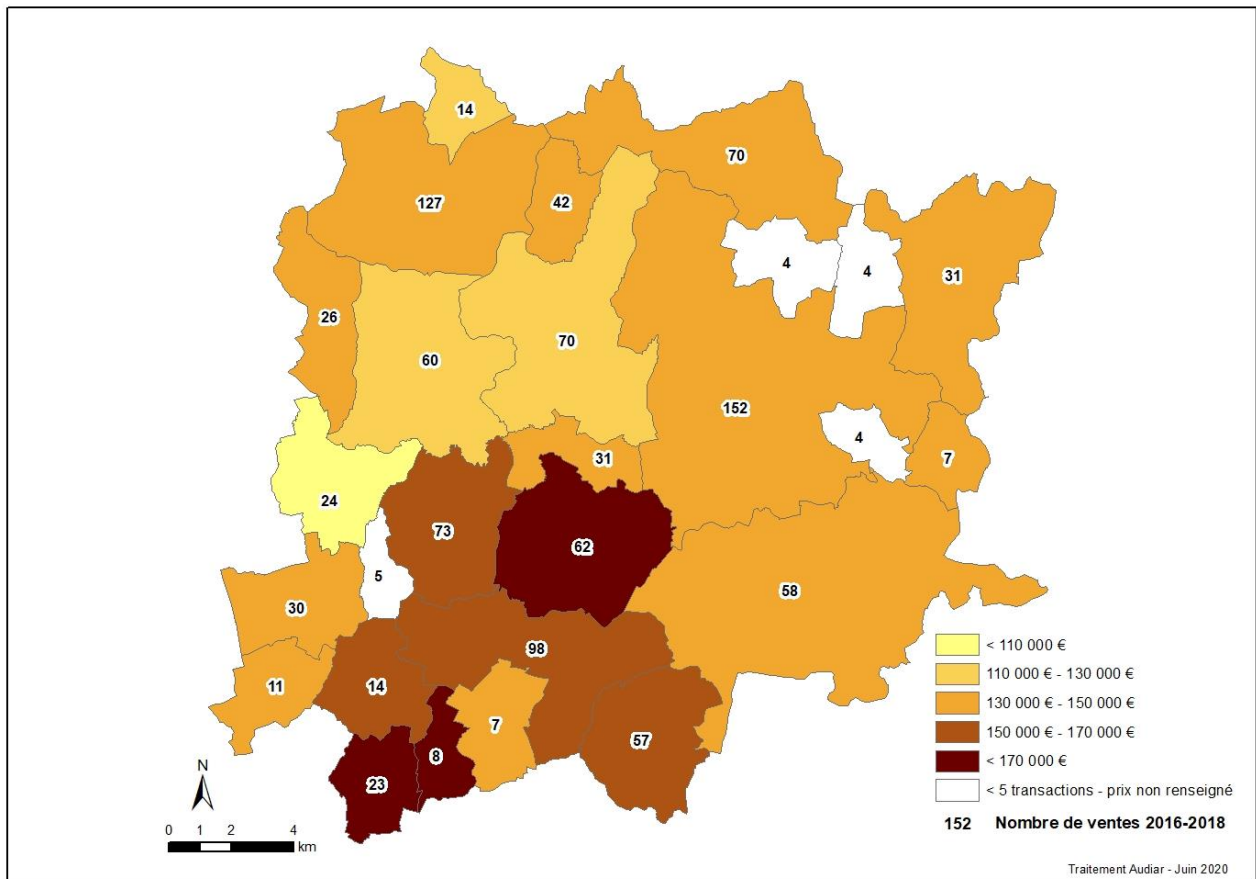 14
70
127
42
4
4
31
26
60
70
152
4
7
31
24
73
62
5
58
30
98
11
14
7
57
8
23
N
0 1 2 4
km
< 110 000 €
110 000 € - 130 000 €
130 000 € - 150 000 €
150 000 € - 170 000 €
< 170 000 €
< 5 transactions - prix non renseigné
152 Nombre de ventes 2016-2018
Traitement Audiar - Juin 2020